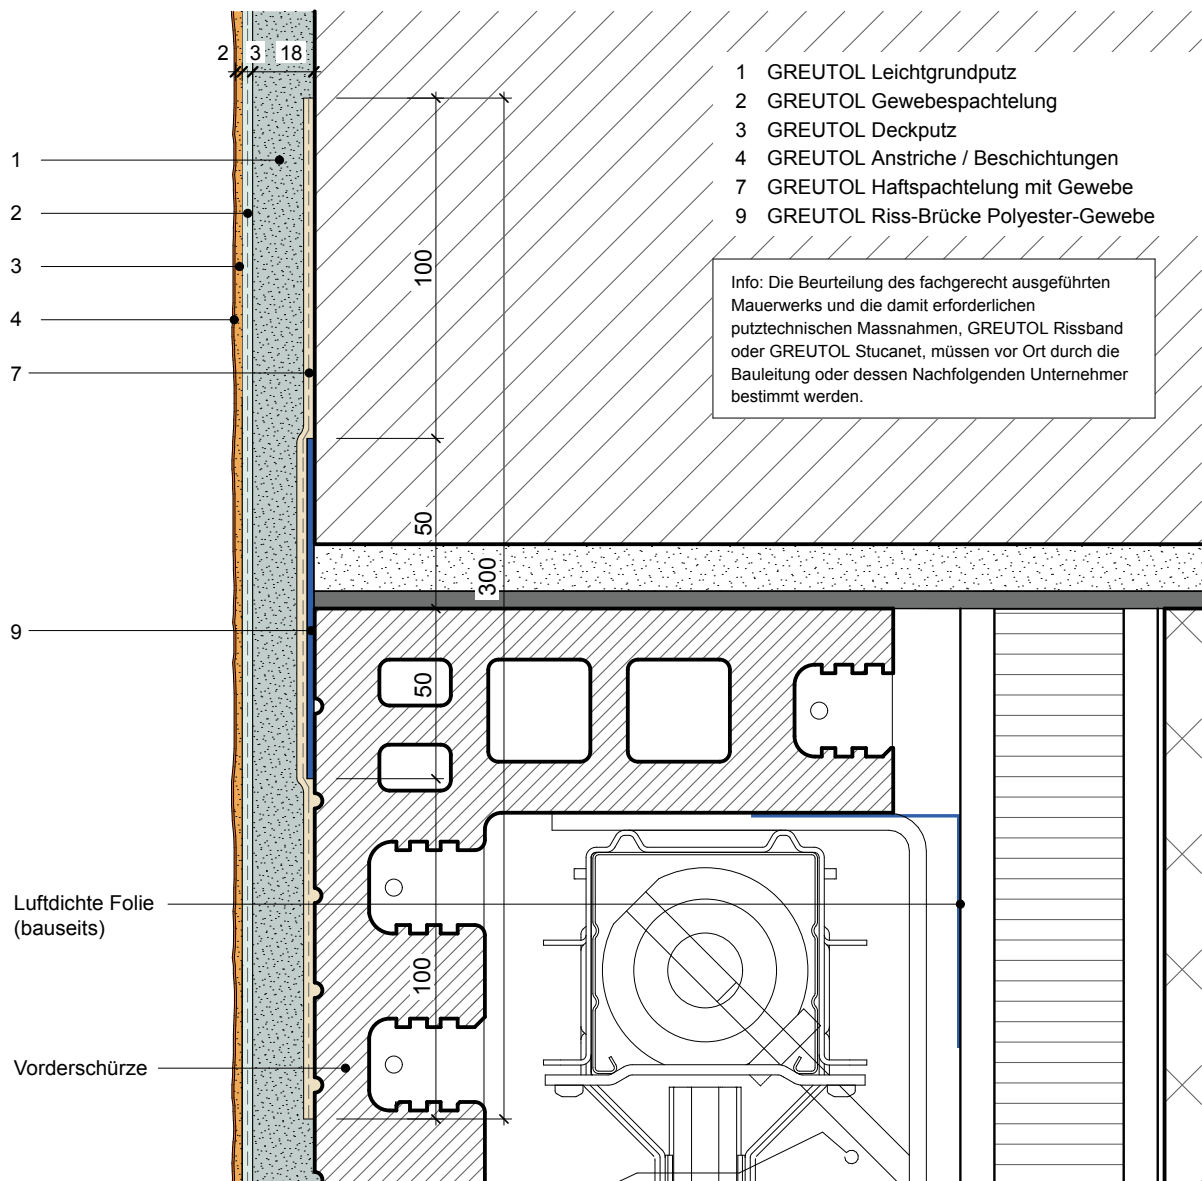 2 3 18
1 GREUTOL Leichtgrundputz
2 GREUTOL Gewebespachtelung
3 GREUTOL Deckputz
4 GREUTOL Anstriche / Beschichtungen
7 GREUTOL Haftspachtelung mit Gewebe
9 GREUTOL Riss-Brücke Polyester-Gewebe
Info: Die Beurteilung des fachgerecht ausgeführten
Mauerwerks und die damit erforderlichen
putztechnischen Massnahmen, GREUTOL Rissband
oder GREUTOL Stucanet, müssen vor Ort durch die
Bauleitung oder dessen Nachfolgenden Unternehmer
bestimmt werden.
1
2
3
4
7
9
100
50
300
50
100
Luftdichte Folie
(bauseits)
Vorderschürze